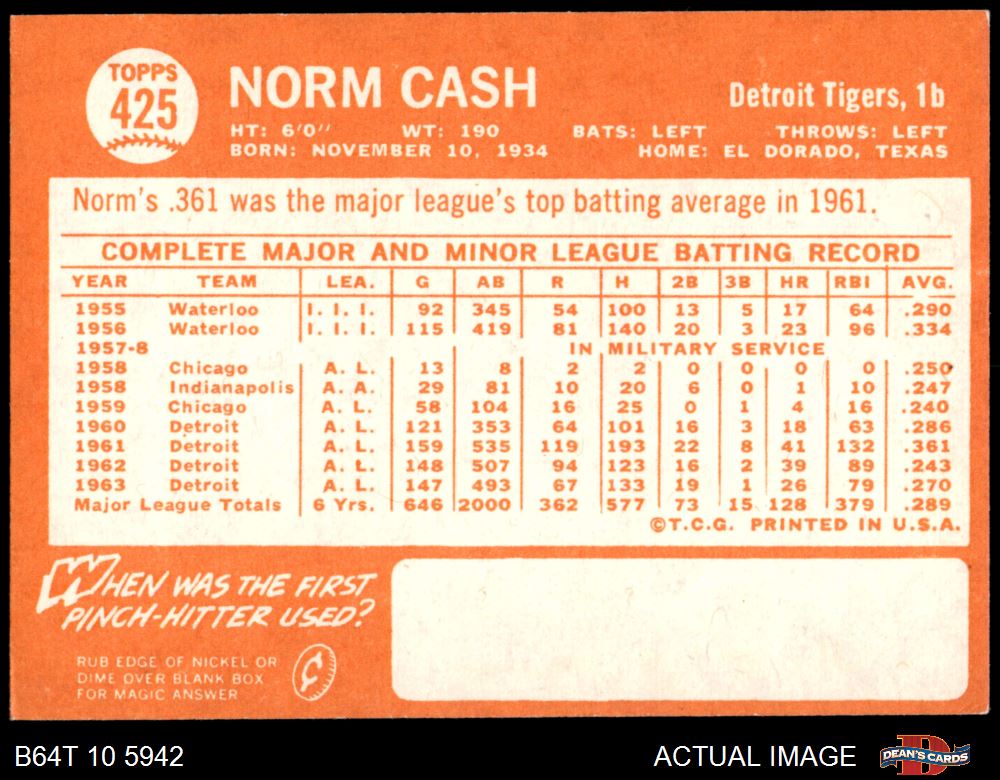 TOPPS
425
NORM CASH
Detroit Tigers, 1b
HT: 6'0" WT: 190 BATS: LEFT THROWS: LEFT
BORN: NOVEMBER 10, 1934 HOME: EL DORADO, TEXAS
Norm's .361 was the major league's top batting average in 1961.
COMPLETE MAJOR AND MINOR LEAGUE BATTING RECORD
YEAR TEAM LEA. G AB R H 2B 3B HR RBI AVG.
1955 Waterloo I. I. I. 92 345 54 100 13 5 17 64 .290
1956 Waterloo I. I. I. 115 419 81 140 20 3 23 96 .334
1957-8 IN MILITARY SERVICE
1958 Chicago A. L. 13 8 2 2 0 0 0 0 .250
1958 Indianapolis A. A. 29 81 10 20 6 0 1 10 .247
1959 Chicago A. L. 58 104 16 25 0 1 4 16 .240
1960 Detroit A. L. 121 353 64 101 16 3 18 63 .286
1961 Detroit A. L. 159 535 119 193 22 8 41 132 .361
1962 Detroit A. L. 148 507 94 123 16 2 39 89 .243
1963 Detroit A. L. 147 493 67 133 19 1 26 79 .270
Major League Totals 6 Yrs. 646 2000 362 577 73 15 128 379 .289
©T.C.G. PRINTED IN U.S.A.
WHEN WAS THE FIRST
PINCH-HITTER USED?
RUB EDGE OF NICKEL OR
DIME OVER BLANK BOX
FOR MAGIC ANSWER
¢
B64T 10 5942
ACTUAL IMAGE
D
DEAN'S CARDS